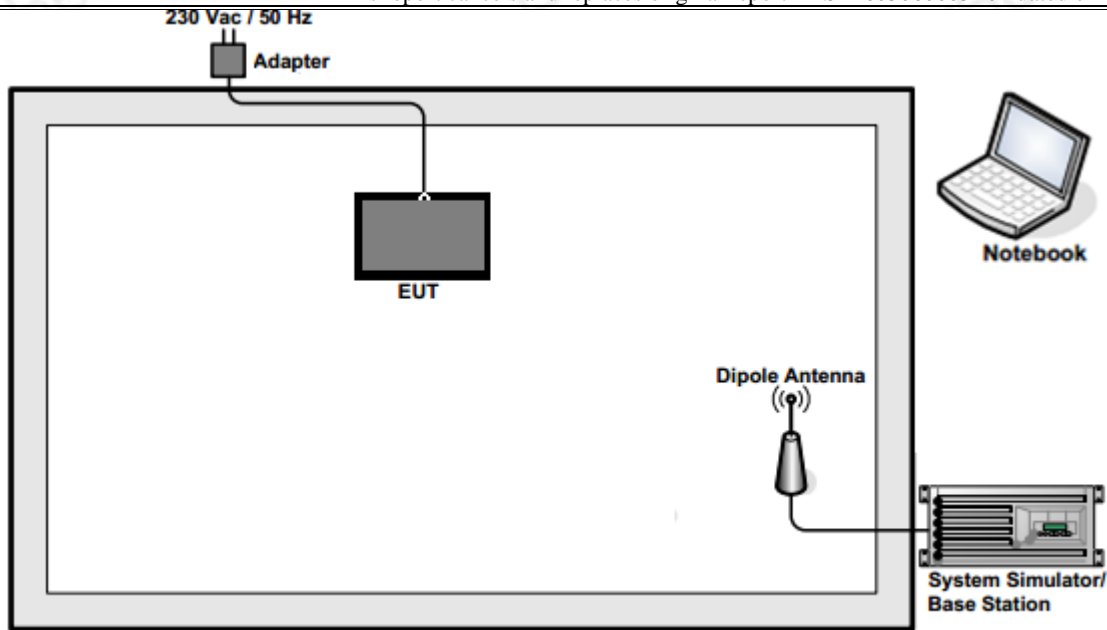 230 Vac / 50 Hz
Adapter
EUT
Notebook
Dipole Antenna
System Simulator/
Base Station